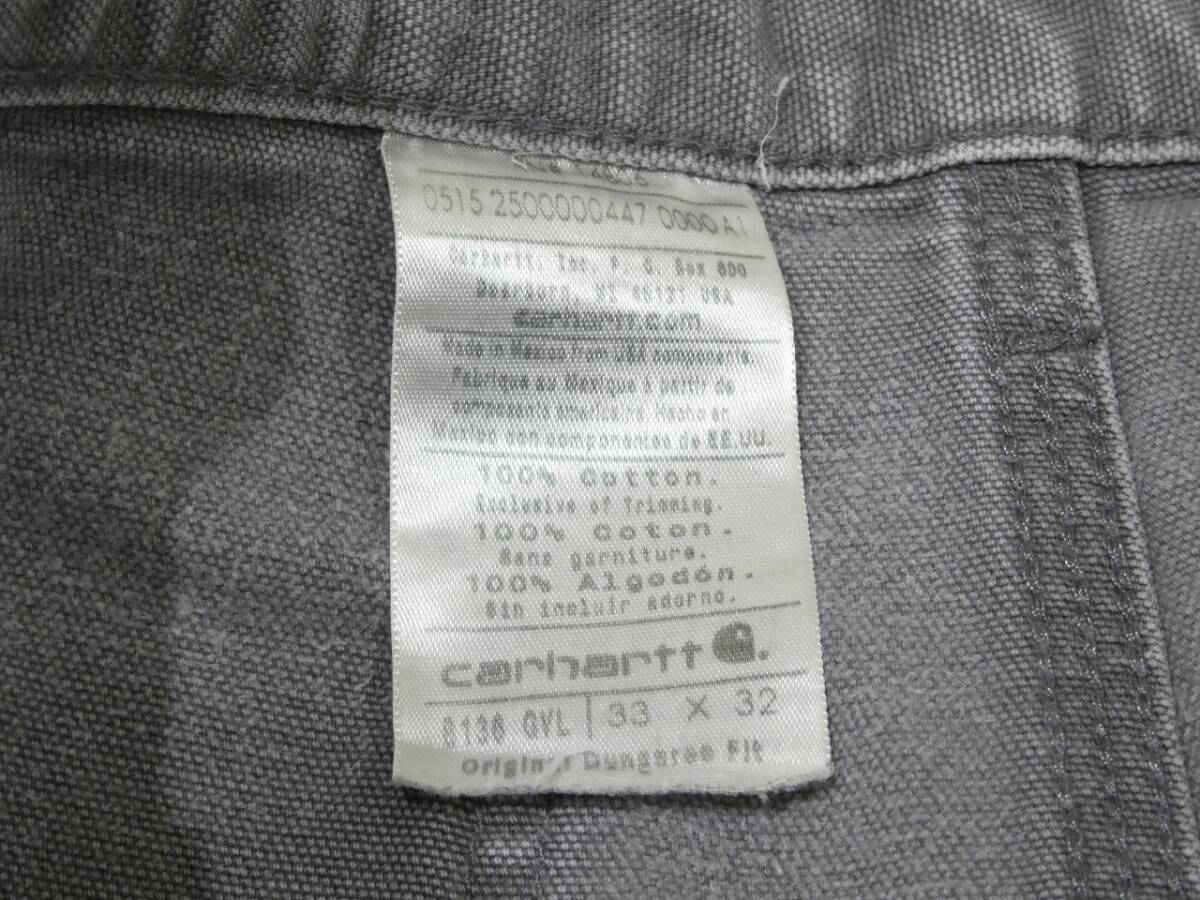 0515 2500000447 0000 A1
Carhartt, Inc. P. O. Box 600
Dearborn, MI 48121 USA
carhartt.com
Made in Mexico from USA components.
Fabriqué au Mexique à partir de
composants américains. Hecho en
Mexico con componentes de EE.UU.
100% Cotton.
Exclusive of Trimming.
100% Coton.
Sans garniture.
100% Algodón.
Sin incluir adorno.
carhartt
B136 GVL 33 X 32
Original Dungaree Fit